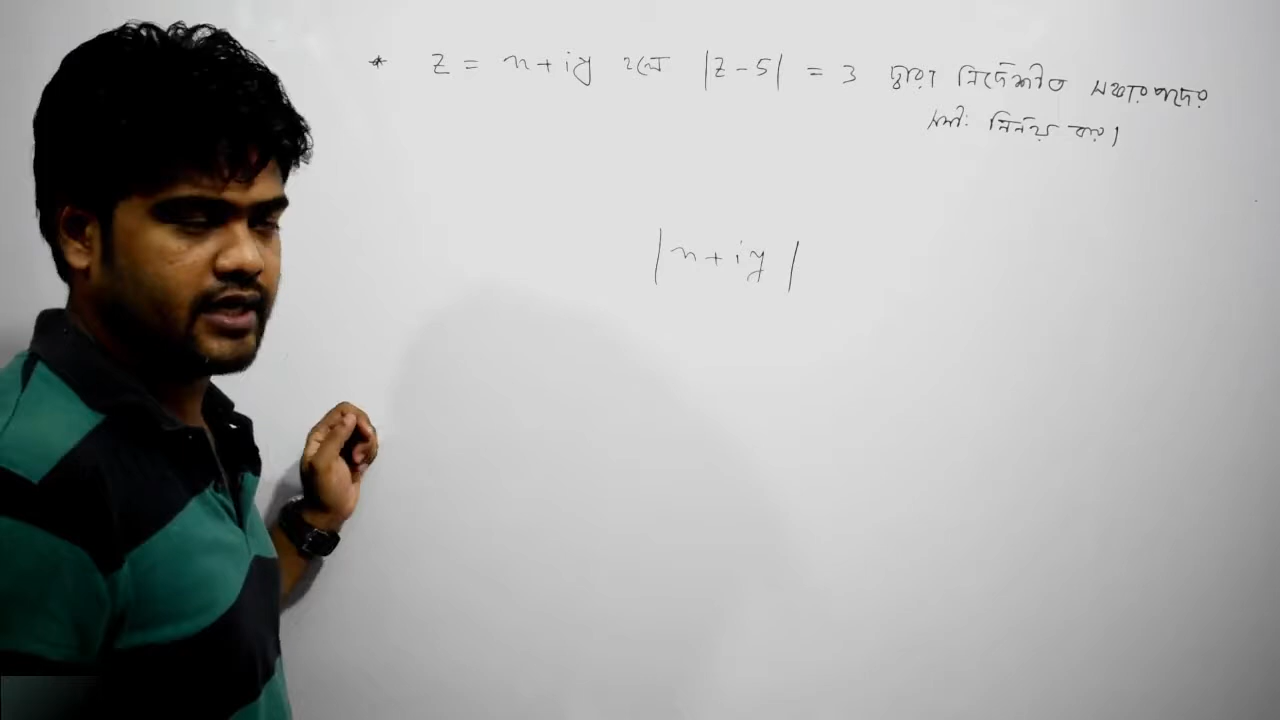 * z = x + iy হলে |z - 5| = 3 দ্বারা নির্দেশিত সঞ্চারপথের
সমী: নির্ণয় কর।
|x + iy|